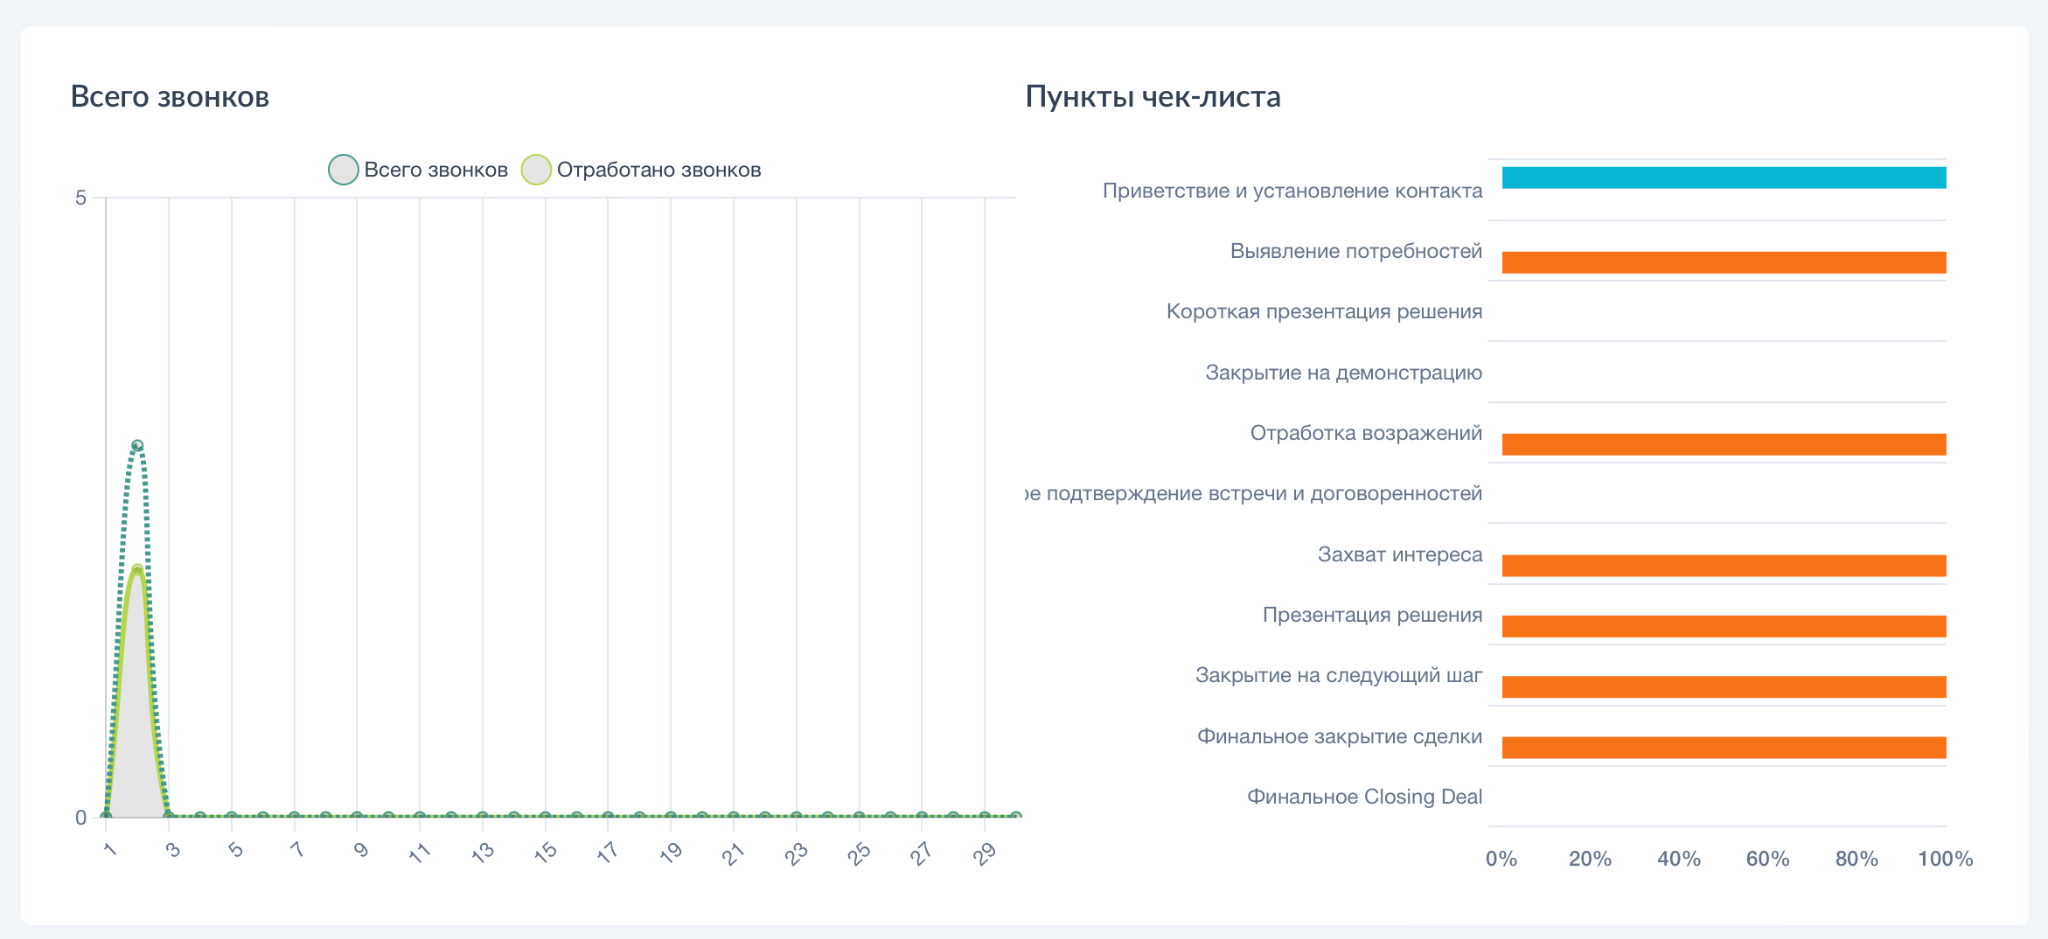 Всего звонков
Всего звонков Отработано звонков
5
0
1 3 5 7 9 11 13 15 17 19 21 23 25 27 29
Пункты чек-листа
Приветствие и установление контакта
Выявление потребностей
Короткая презентация решения
Закрытие на демонстрацию
Отработка возражений
подтверждение встречи и договоренностей
Захват интереса
Презентация решения
Закрытие на следующий шаг
Финальное закрытие сделки
Финальное Closing Deal
0% 20% 40% 60% 80% 100%